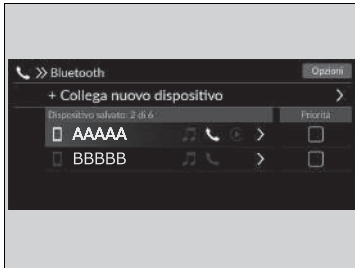 Bluetooth
Opzioni
+ Collega nuovo dispositivo
Dispositivo salvato: 2 di 6
Priorità
AAAAA
BBBBB